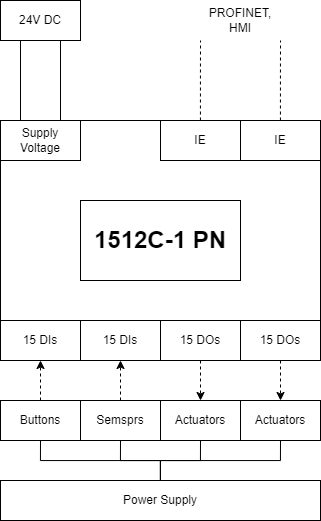 24V DC
PROFINET,
HMI
Supply
Voltage
IE
IE
1512C-1 PN
15 DIs
15 DIs
15 DOs
15 DOs
Buttons
Semsprs
Actuators
Actuators
Power Supply